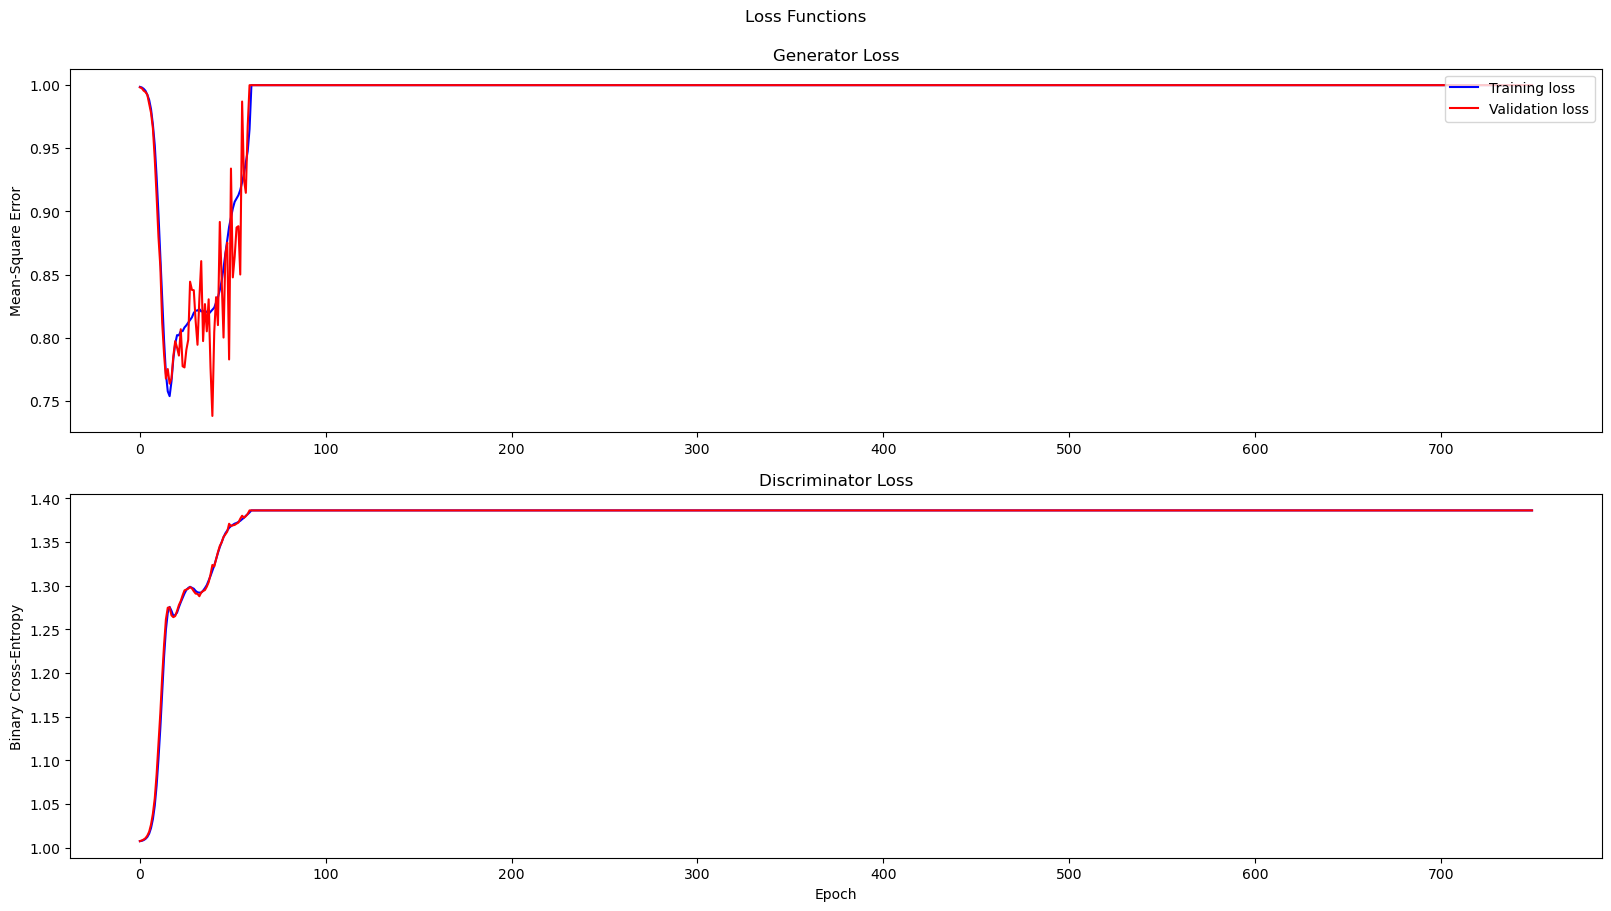 Loss Functions
Generator Loss
Mean-Square Error
1.00
0.95
0.90
0.85
0.80
0.75
Training loss
Validation loss
0 100 200 300 400 500 600 700
Discriminator Loss
Binary Cross-Entropy
1.40
1.35
1.30
1.25
1.20
1.15
1.10
1.05
1.00
0 100 200 300 400 500 600 700
Epoch